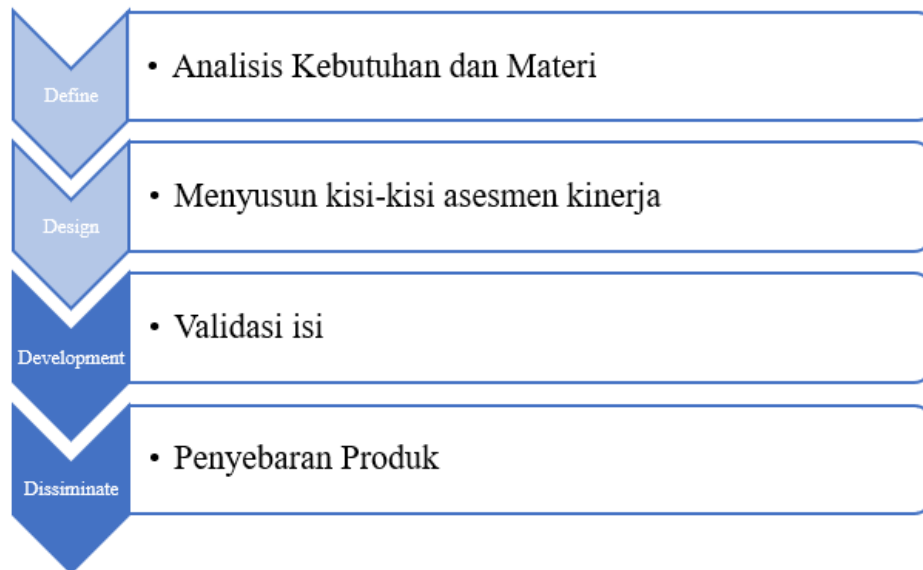 Define
• Analisis Kebutuhan dan Materi
Design
• Menyusun kisi-kisi asesmen kinerja
Development
• Validasi isi
Dissiminate
• Penyebaran Produk